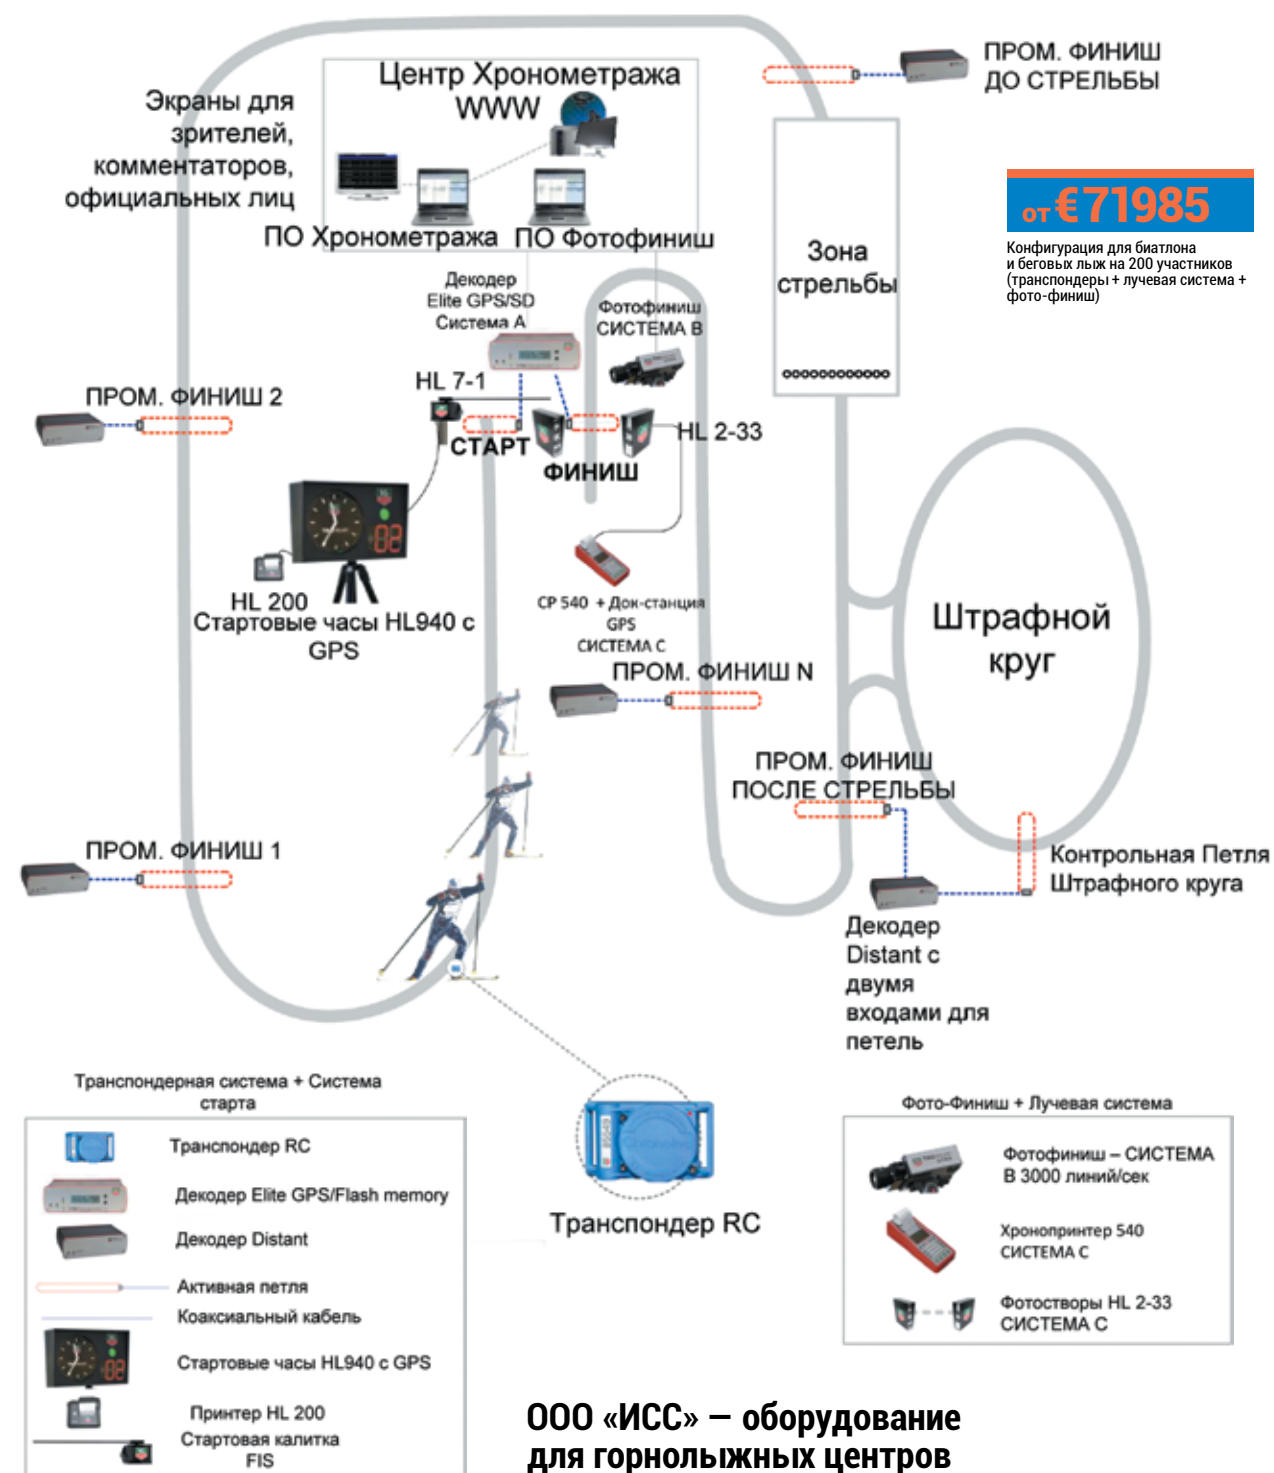 ПРОМ. ФИНИШ
ДО СТРЕЛЬБЫ
Центр Хронометража
WWW
Экраны для
зрителей,
комментаторов,
официальных лиц
ПО Хронометража
ПО Фотофиниш
от €71985
Конфигурация для биатлона
и беговых лыж на 200 участников
(транспондеры + лучевая система +
фото-финиш)
Зона
стрельбы
Декодер
Elite GPS/SD
Система А
Фотофиниш
СИСТЕМА В
HL 7-1
ПРОМ. ФИНИШ 2
СТАРТ
ФИНИШ
HL 2-33
HL 200
Стартовые часы HL940 с
GPS
CP 540 + Док-станция
GPS
СИСТЕМА С
Штрафной
круг
ПРОМ. ФИНИШ N
ПРОМ. ФИНИШ
ПОСЛЕ СТРЕЛЬБЫ
ПРОМ. ФИНИШ 1
Контрольная Петля
Штрафного круга
Декодер
Distant с
двумя
входами для
петель
Транспондерная система + Система
старта
Транспондер RC
Декодер Elite GPS/Flash memory
Декодер Distant
Активная петля
Коаксиальный кабель
Стартовые часы HL940 с GPS
Принтер HL 200
Стартовая калитка
FIS
Транспондер RC
Фото-Финиш + Лучевая система
Фотофиниш – СИСТЕМА
В 3000 линий/сек
Хронопринтер 540
СИСТЕМА С
Фотостворы HL 2-33
СИСТЕМА С
ООО «ИСС» — оборудование
для горнолыжных центров